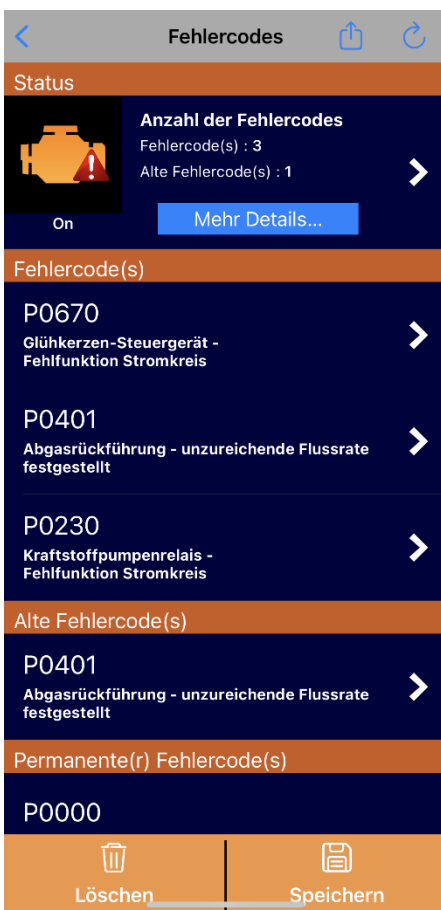 Fehlercodes
Status
Anzahl der Fehlercodes
Fehlercode(s) : 3
Alte Fehlercode(s) : 1
On
Mehr Details...
Fehlercode(s)
P0670
Glühkerzen-Steuergerät -
Fehlfunktion Stromkreis
P0401
Abgasrückführung - unzureichende Flussrate
festgestellt
P0230
Kraftstoffpumpenrelais -
Fehlfunktion Stromkreis
Alte Fehlercode(s)
P0401
Abgasrückführung - unzureichende Flussrate
festgestellt
Permanente(r) Fehlercode(s)
P0000
Löschen
Speichern